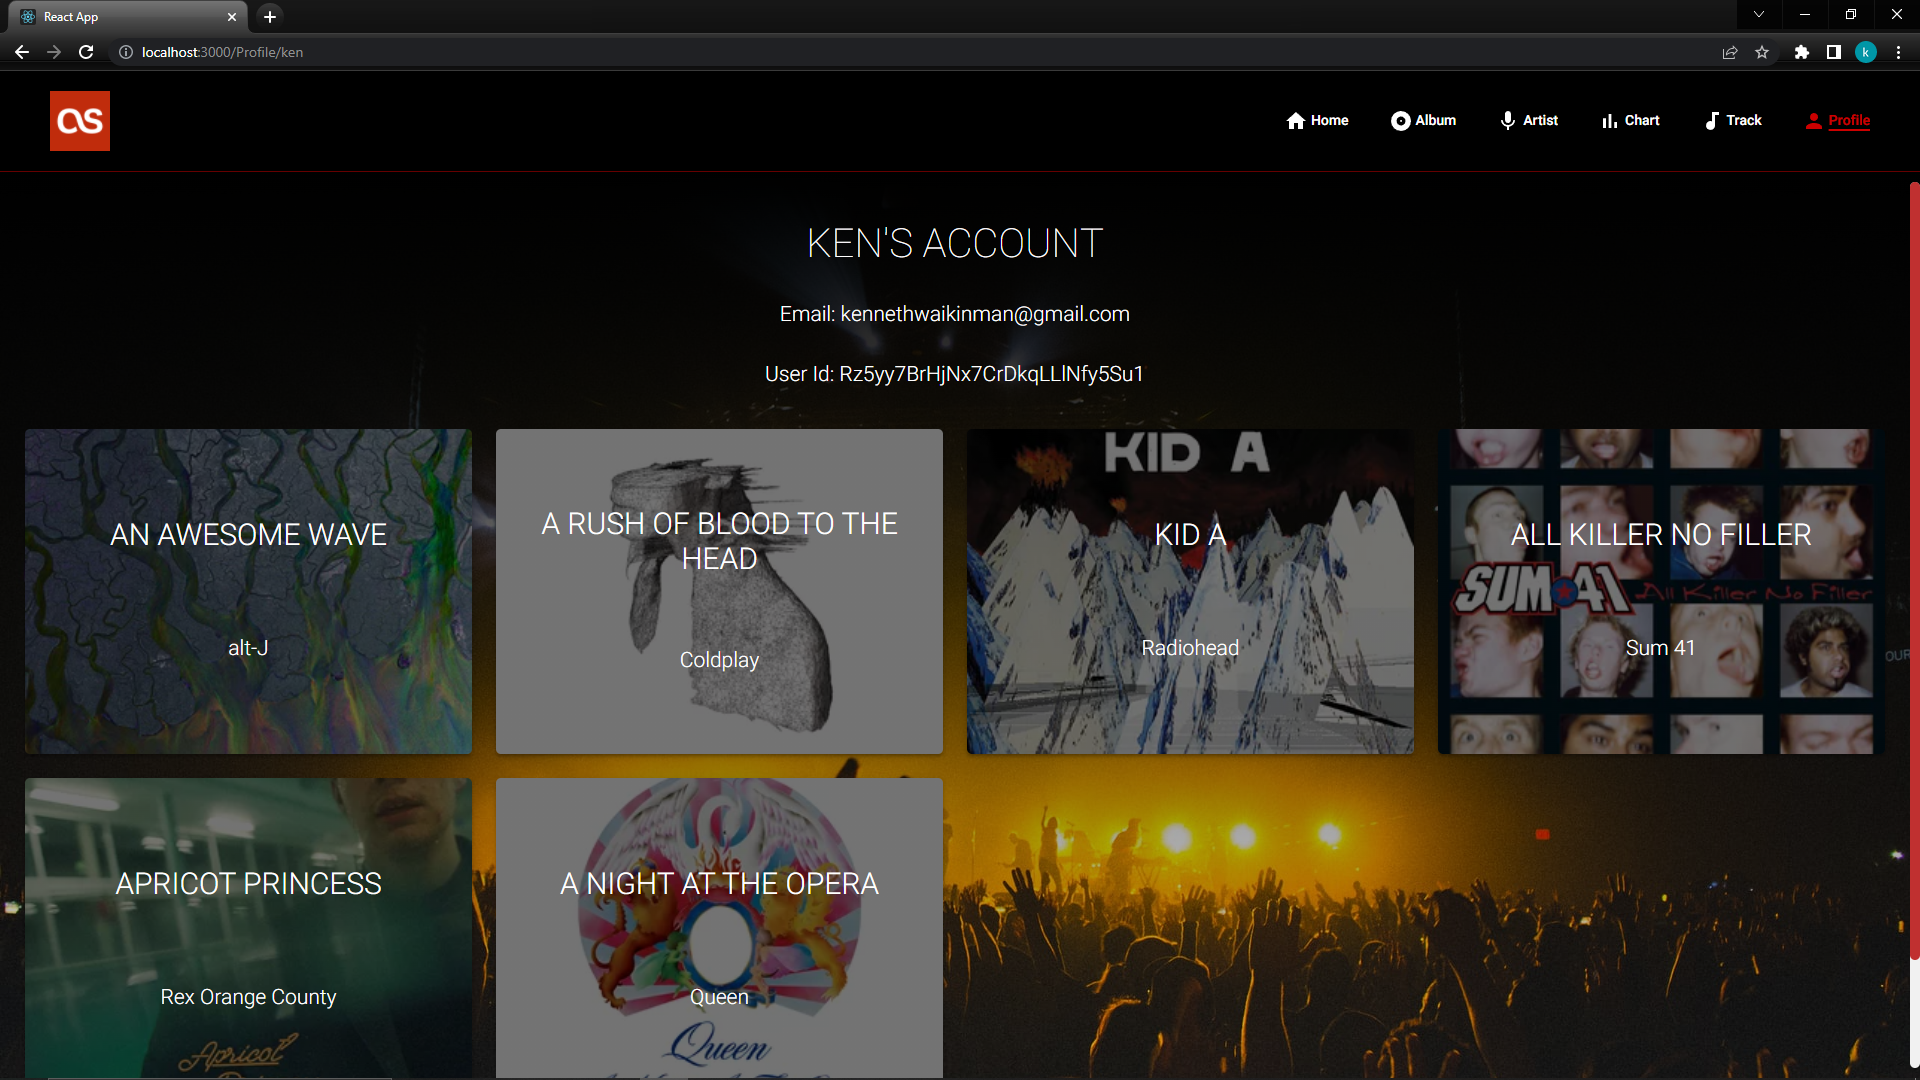 React App
localhost:3000/Profile/ken
k
as
Home
Album
Artist
Chart
Track
Profile
KEN'S ACCOUNT
Email: kennethwaikinman@gmail.com
User Id: Rz5yy7BrHjNx7CrDkqLLlNfy5Su1
KID A
AN AWESOME WAVE
A RUSH OF BLOOD TO THE
HEAD
KID A
ALL KILLER NO FILLER
SUM 41
All Killer No Filler
alt-J
Coldplay
Radiohead
Sum 41
OUR
APRICOT PRINCESS
A NIGHT AT THE OPERA
Rex Orange County
Queen
Apricot
Queen